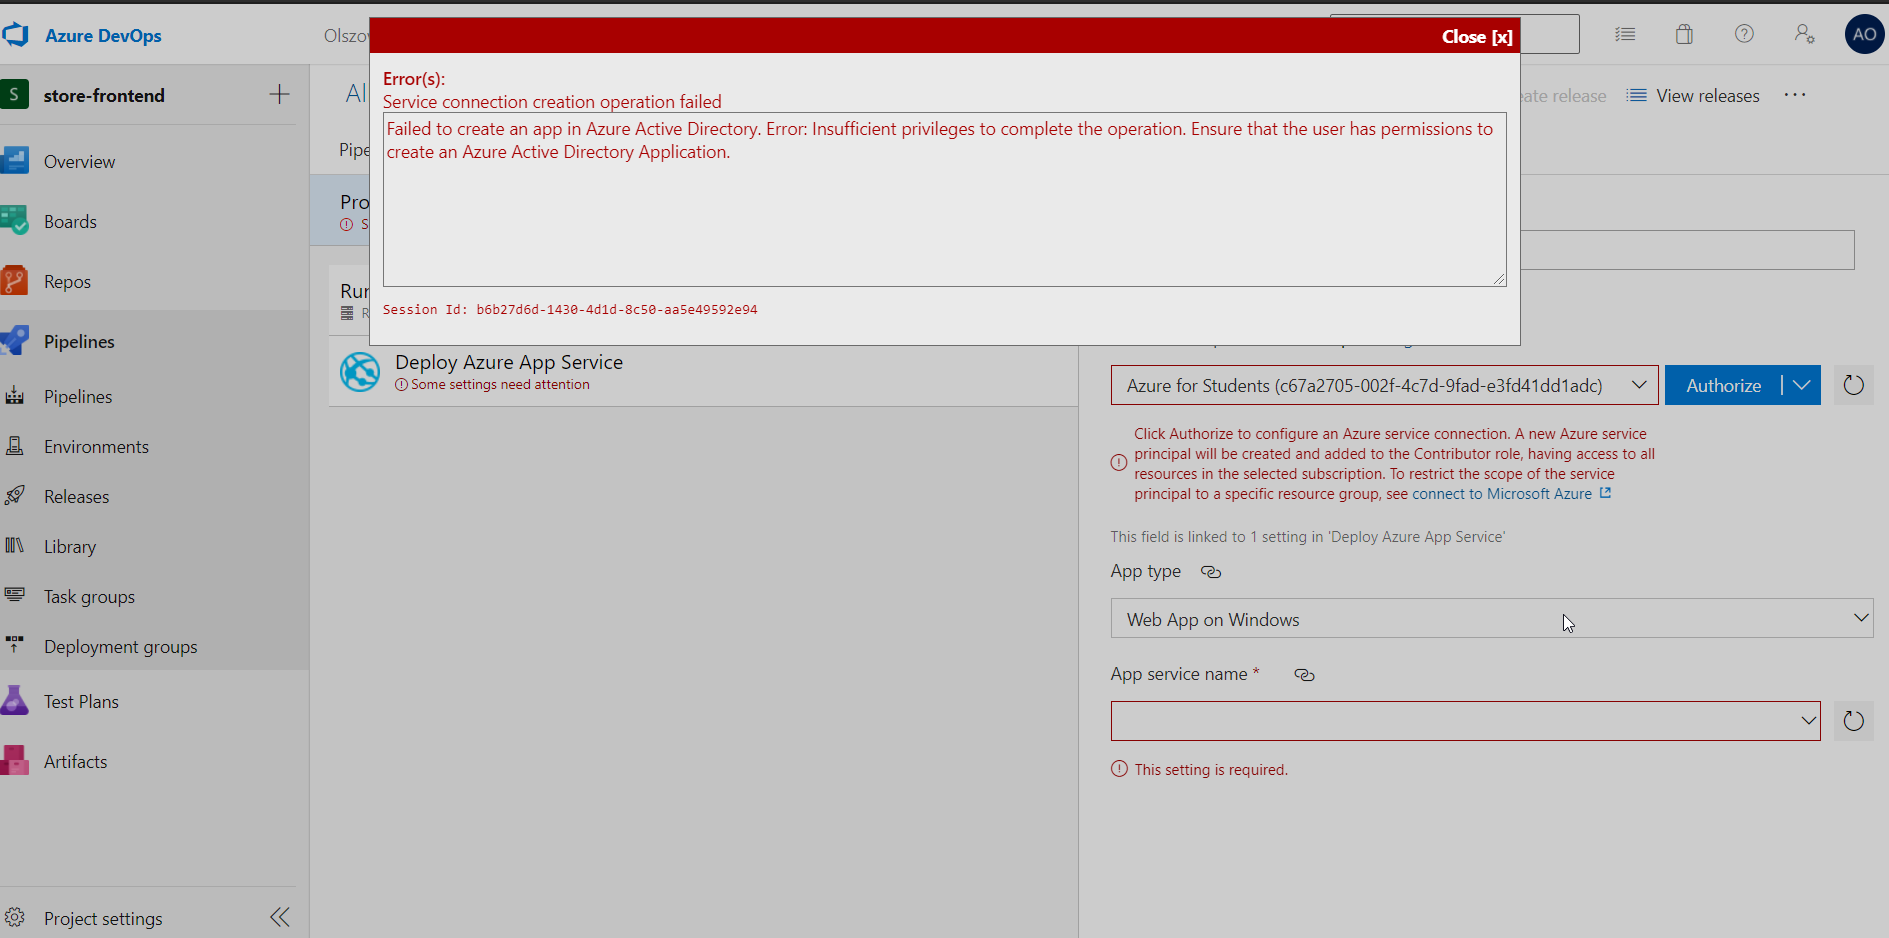 Azure DevOps
Olszo
AO
Close [x]
Error(s):
Service connection creation operation failed
Failed to create an app in Azure Active Directory. Error: Insufficient privileges to complete the operation. Ensure that the user has permissions to
create an Azure Active Directory Application.
Session Id: b6b27d6d-1430-4d1d-8c50-aa5e49592e94
S
store-frontend
Overview
Boards
Repos
Pipelines
Pipelines
Environments
Releases
Library
Task groups
Deployment groups
Test Plans
Artifacts
Project settings
Al
eate release
View releases
Pipe
Pro
S
Run
R
Deploy Azure App Service
Some settings need attention
Azure for Students (c67a2705-002f-4c7d-9fad-e3fd41dd1adc)
Authorize
Click Authorize to configure an Azure service connection. A new Azure service
principal will be created and added to the Contributor role, having access to all
resources in the selected subscription. To restrict the scope of the service
principal to a specific resource group, see connect to Microsoft Azure
This field is linked to 1 setting in 'Deploy Azure App Service'
App type
Web App on Windows
App service name *
This setting is required.